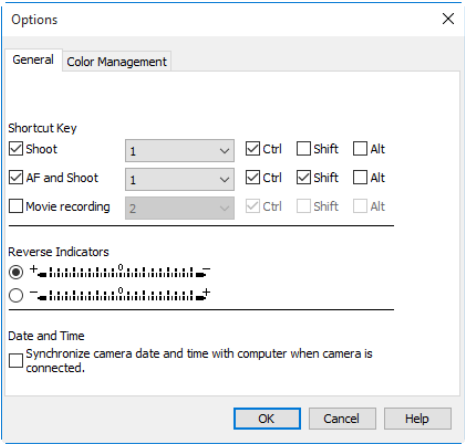 Options
General Color Management
Shortcut Key
Shoot 1 Ctrl Shift Alt
AF and Shoot 1 Ctrl Shift Alt
Movie recording 2 Ctrl Shift Alt
Reverse Indicators
+ 0 −
− 0 +
Date and Time
Synchronize camera date and time with computer when camera is
connected.
OK Cancel Help